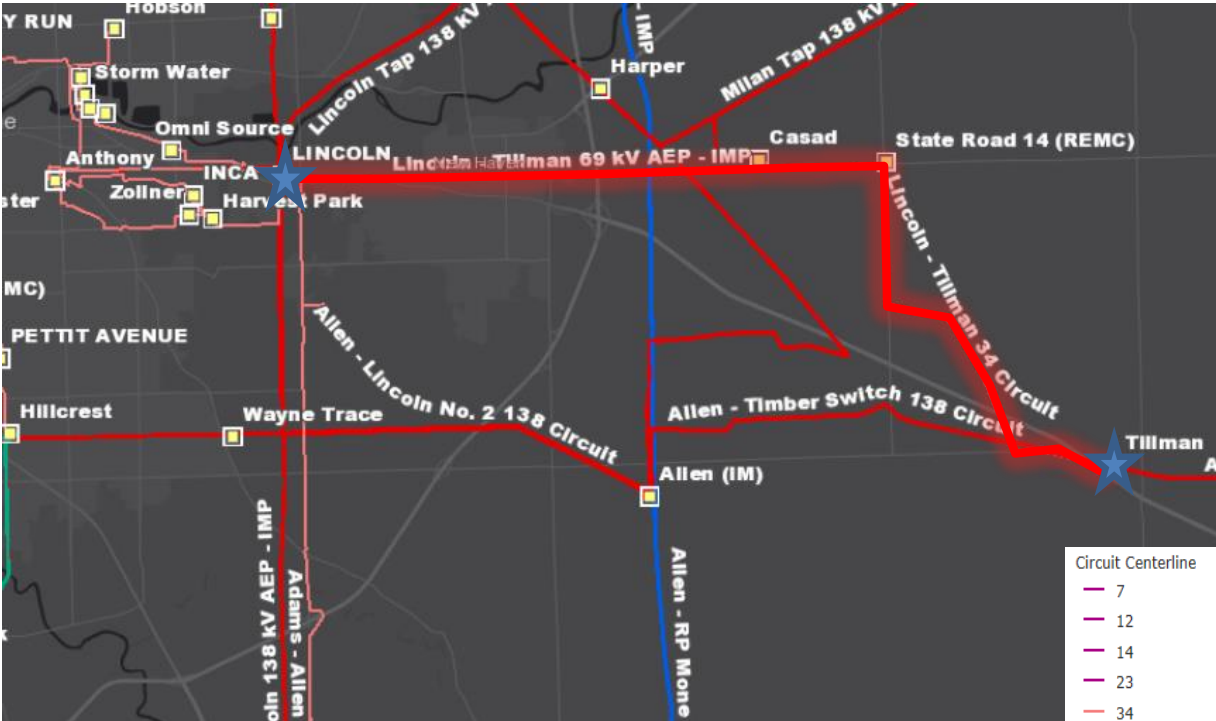 Y RUN
Hobson
Storm Water
Lincoln Tap 138 kV
IMP
Harper
Milan Tap 138 kV
e
Omni Source
Anthony
LINCOLN
INCA
Lincoln - Tillman 69 kV AEP - IMP
New Haven
Casad
State Road 14 (REMC)
ster
Zollner
Harvest Park
Lincoln - Tillman 34 Circuit
MC)
PETTIT AVENUE
Allen - Lincoln No. 2 138 Circuit
Hillcrest
Wayne Trace
Allen - Timber Switch 138 Circuit
Tillman
A
Allen (IM)
oln 138 kV AEP - IMP
Adams - Allen
Allen - RP Mone
Circuit Centerline
7
12
14
23
34